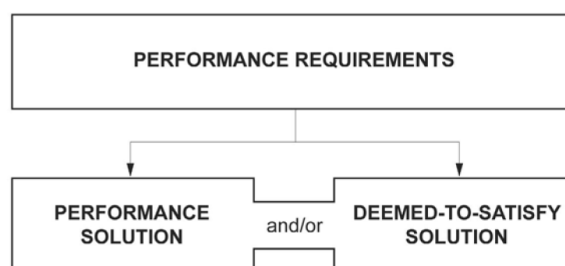 PERFORMANCE REQUIREMENTS
PERFORMANCE
SOLUTION
and/or
DEEMED-TO-SATISFY
SOLUTION